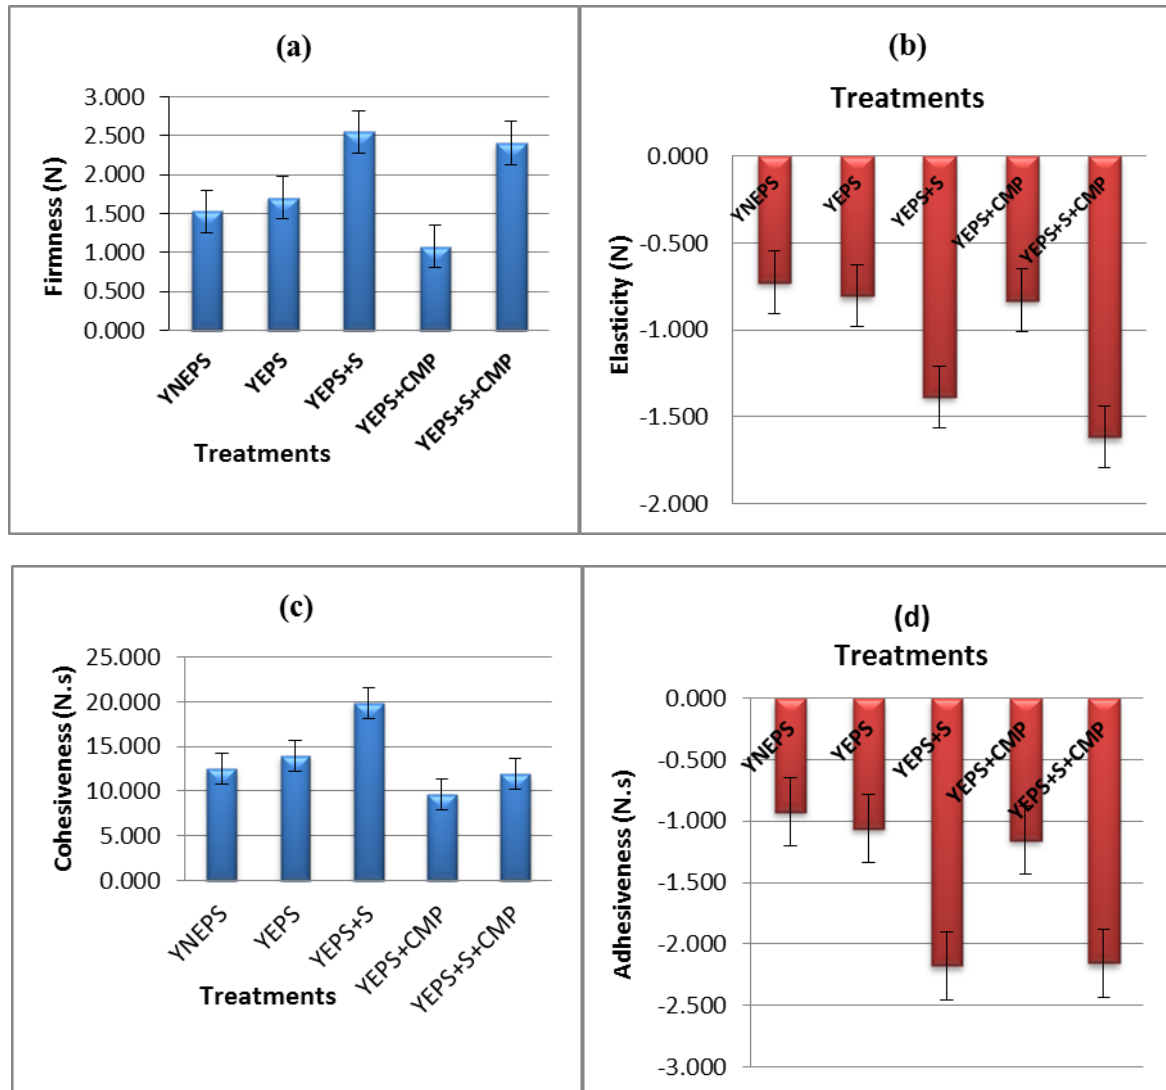 (a)
Firmness (N)
3.000
2.500
2.000
1.500
1.000
0.500
0.000
YNEPS
YEPS
YEPS+S
YEPS+CMP
YEPS+S+CMP
Treatments
(b)
Treatments
Elasticity (N)
0.000
-0.500
-1.000
-1.500
-2.000
YNEPS
YEPS
YEPS+S
YEPS+CMP
YEPS+S+CMP
(c)
Cohesiveness (N.s)
25.000
20.000
15.000
10.000
5.000
0.000
YNEPS
YEPS
YEPS+S
YEPS+CMP
YEPS+S+CMP
Treatments
(d)
Treatments
Adhesiveness (N.s)
0.000
-0.500
-1.000
-1.500
-2.000
-2.500
-3.000
YNEPS
YEPS
YEPS+S
YEPS+CMP
YEPS+S+CMP